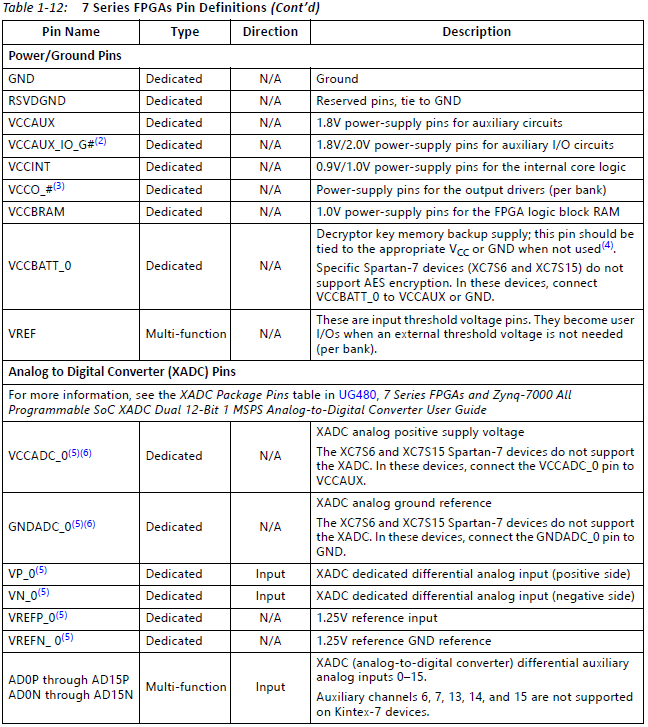 Table 1-12: 7 Series FPGAs Pin Definitions (Cont'd)
Pin Name Type Direction Description
Power/Ground Pins
GND Dedicated N/A Ground
RSVDGND Dedicated N/A Reserved pins, tie to GND
VCCAUX Dedicated N/A 1.8V power-supply pins for auxiliary circuits
VCCAUX_IO_G#(2) Dedicated N/A 1.8V/2.0V power-supply pins for auxiliary I/O circuits
VCCINT Dedicated N/A 0.9V/1.0V power-supply pins for the internal core logic
VCCO_#(3) Dedicated N/A Power-supply pins for the output drivers (per bank)
VCCBRAM Dedicated N/A 1.0V power-supply pins for the FPGA logic block RAM
VCCBATT_0 Dedicated N/A Decryptor key memory backup supply; this pin should be
tied to the appropriate VCC or GND when not used(4).
Specific Spartan-7 devices (XC7S6 and XC7S15) do not
support AES encryption. In these devices, connect
VCCBATT_0 to VCCAUX or GND.
VREF Multi-function N/A These are input threshold voltage pins. They become user
I/Os when an external threshold voltage is not needed
(per bank).
Analog to Digital Converter (XADC) Pins
For more information, see the XADC Package Pins table in UG480, 7 Series FPGAs and Zynq-7000 All
Programmable SoC XADC Dual 12-Bit 1 MSPS Analog-to-Digital Converter User Guide
VCCADC_0(5)(6) Dedicated N/A XADC analog positive supply voltage
The XC7S6 and XC7S15 Spartan-7 devices do not support
the XADC. In these devices, connect the VCCADC_0 pin to
VCCAUX.
GNDADC_0(5)(6) Dedicated N/A XADC analog ground reference
The XC7S6 and XC7S15 Spartan-7 devices do not support
the XADC. In these devices, connect the GNDADC_0 pin to
GND.
VP_0(5) Dedicated Input XADC dedicated differential analog input (positive side)
VN_0(5) Dedicated Input XADC dedicated differential analog input (negative side)
VREFP_0(5) Dedicated N/A 1.25V reference input
VREFN_ 0(5) Dedicated N/A 1.25V reference GND reference
AD0P through AD15P
AD0N through AD15N Multi-function Input XADC (analog-to-digital converter) differential auxiliary
analog inputs 0–15.
Auxiliary channels 6, 7, 13, 14, and 15 are not supported
on Kintex-7 devices.